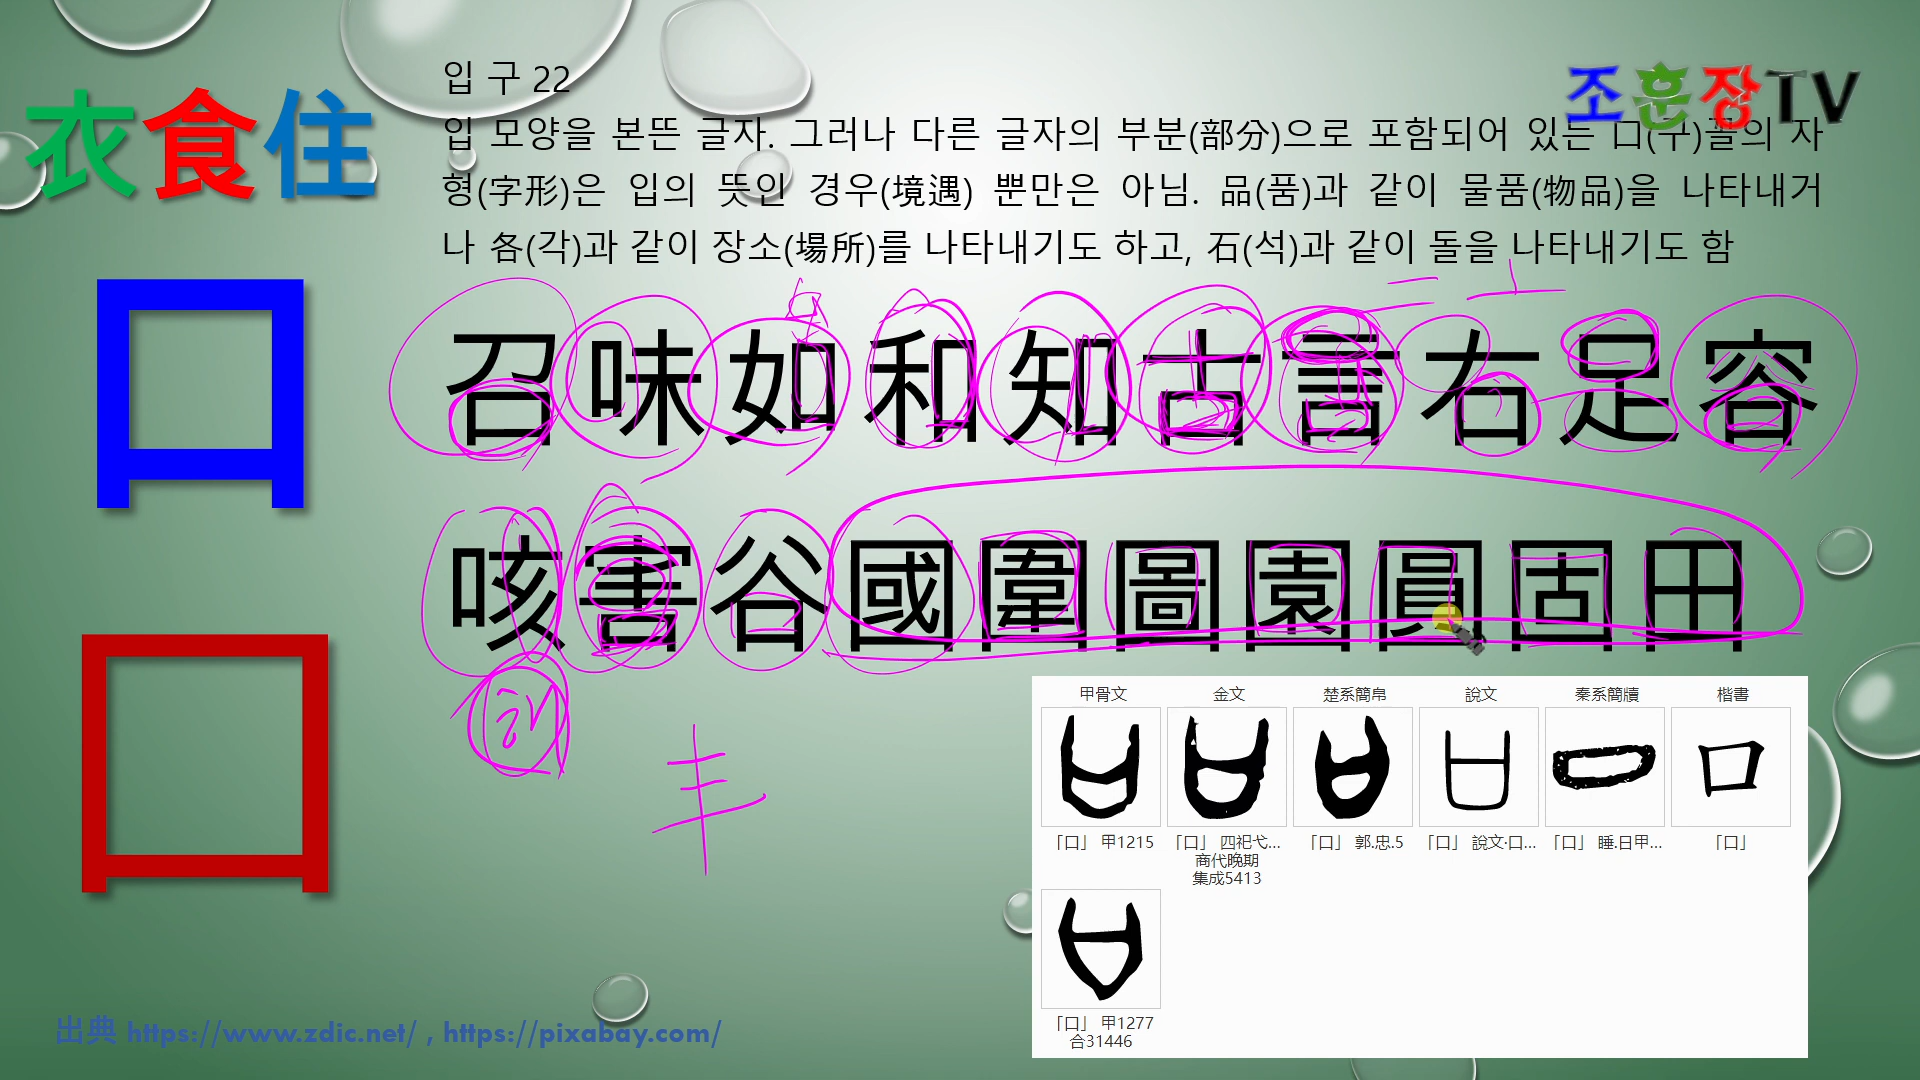 衣食住
입 구 22
조훈장TV
입 모양을 본뜬 글자. 그러나 다른 글자의 부분(部分)으로 포함되어 있는 口(구)꼴의 자
형(字形)은 입의 뜻인 경우(境遇) 뿐만은 아님. 品(품)과 같이 물품(物品)을 나타내거
나 各(각)과 같이 장소(場所)를 나타내기도 하고, 石(석)과 같이 돌을 나타내기도 함
口
囗
召味如和知古言右足容
咳害谷國圍圖園圓固田
甲骨文 金文 楚系簡帛 說文 秦系簡牘 楷書
「口」 甲1215 「口」 四祀弋... 「口」 郭.忠.5 「口」 說文·口... 「口」 睡.日甲... 「口」
商代晚期
集成5413
「口」 甲1277
合31446
出典 https://www.zdic.net/ , https://pixabay.com/